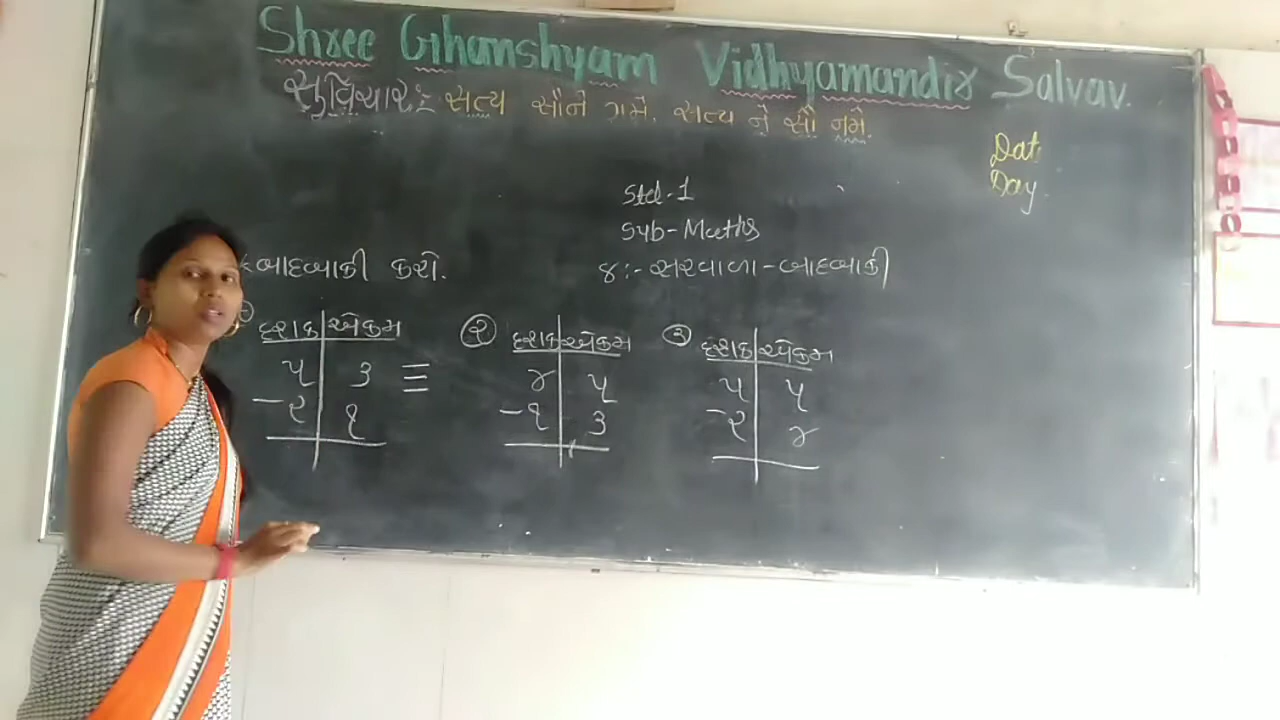 Shree Ghanshyam Vidhyamandir Salvav.
સુવિચાર:- સત્ય સૌને ગમે. સત્ય ને સૌ નમે.
Date
Day
Std-1
Sub-Maths
૪:- સરવાળા-બાદબાકી
* બાદબાકી કરો.
દશક એકમ
૫ ૩
- ૨ ૧
૨ દશક એકમ
૪ ૫
- ૧ ૩
૩ દશક એકમ
૫ ૫
- ૨ ૪